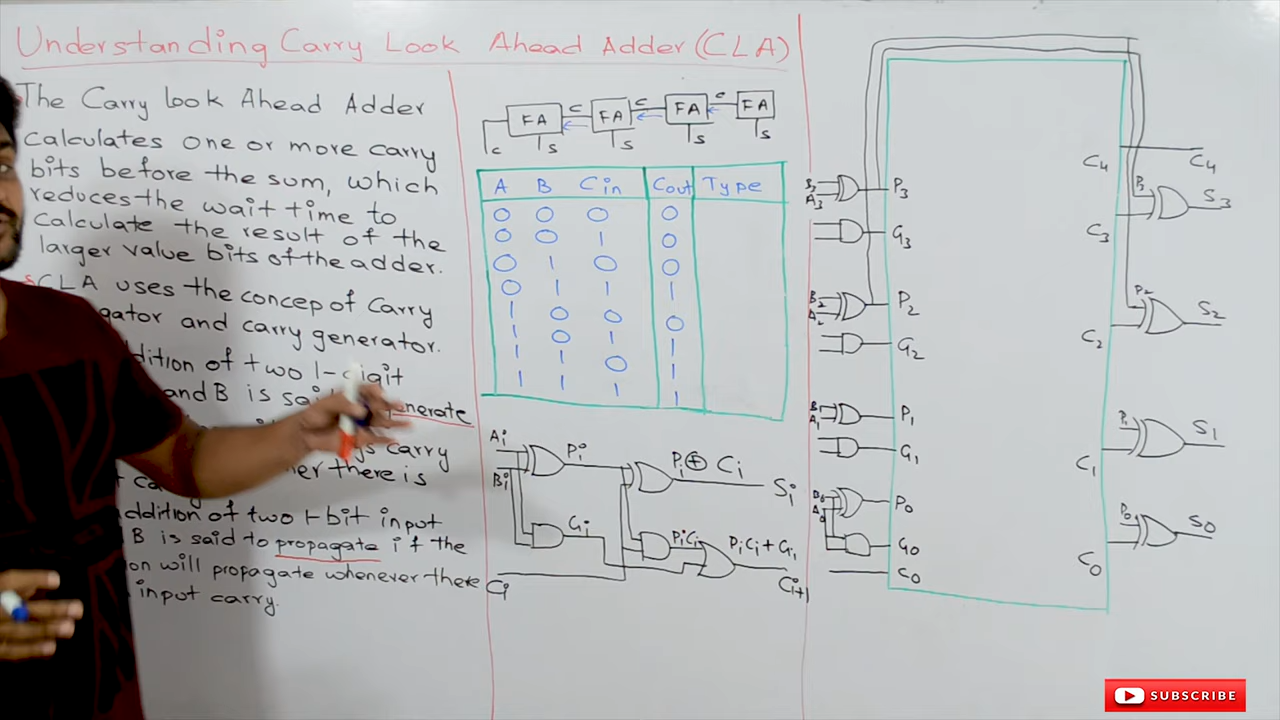 Understanding Carry Look Ahead Adder (CLA)
The Carry look Ahead Adder
calculates one or more carry
bits before the sum, which
reduces the wait time to
calculate the result of the
larger value bits of the adder.
CLA uses the concep of Carry
gator and carry generator.
dition of two 1-digit
and B is sai generate
ys carry
her there is
ddition of two 1-bit input
B is said to propagate if the
on will propagate whenever there
input carry.
C C C
FA FA FA FA
C S S S S
A B Cin Cout Type
0 0 0 0
0 0 1 0
0 1 0 0
0 1 1 1
1 0 0 0
1 0 1 1
1 1 0 1
1 1 1 1
Ai
Bi
Pi
Pi⊕Ci
Si
Gi
PiCi
PiCi+Gi
Ci
Ci+1
B3
A3
P3
G3
B2
A2
P2
G2
B
A1
P1
G1
B0
A0
P0
G0
C0
C4 C4
P3 S3
C3
P2 S2
C2
P1 S1
C1
P0 S0
C0
SUBSCRIBE